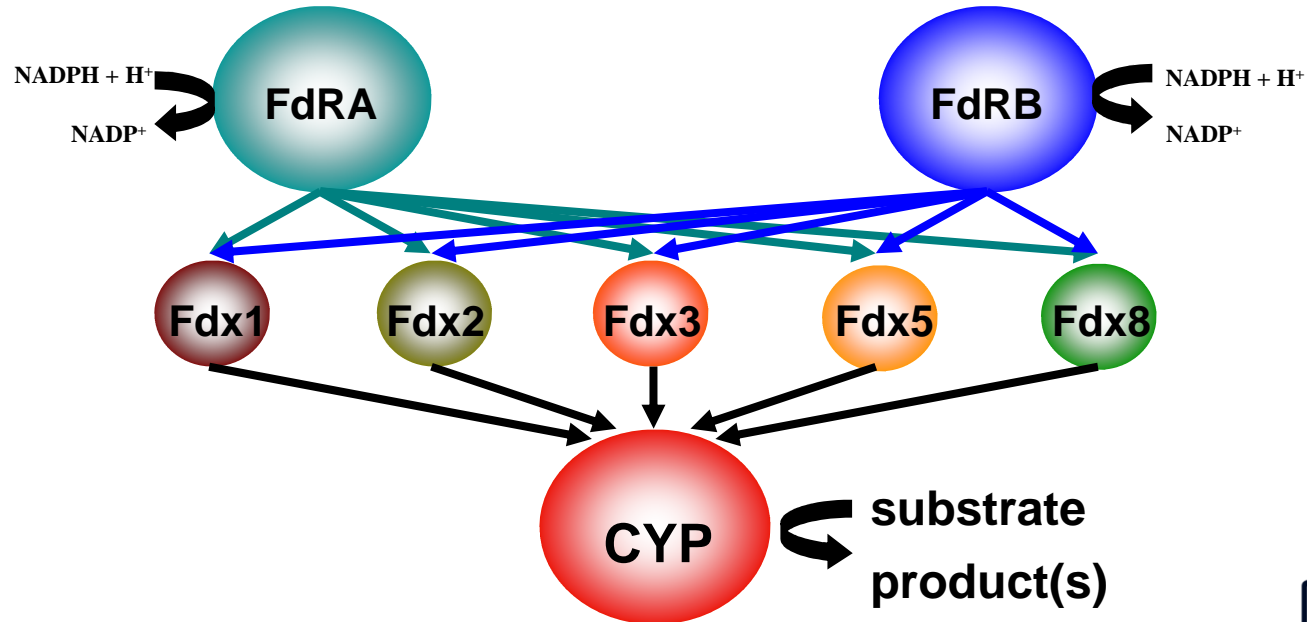 NADPH + H⁺
NADP⁺
FdRA
FdRB
NADPH + H⁺
NADP⁺
Fdx1
Fdx2
Fdx3
Fdx5
Fdx8
CYP
substrate
product(s)